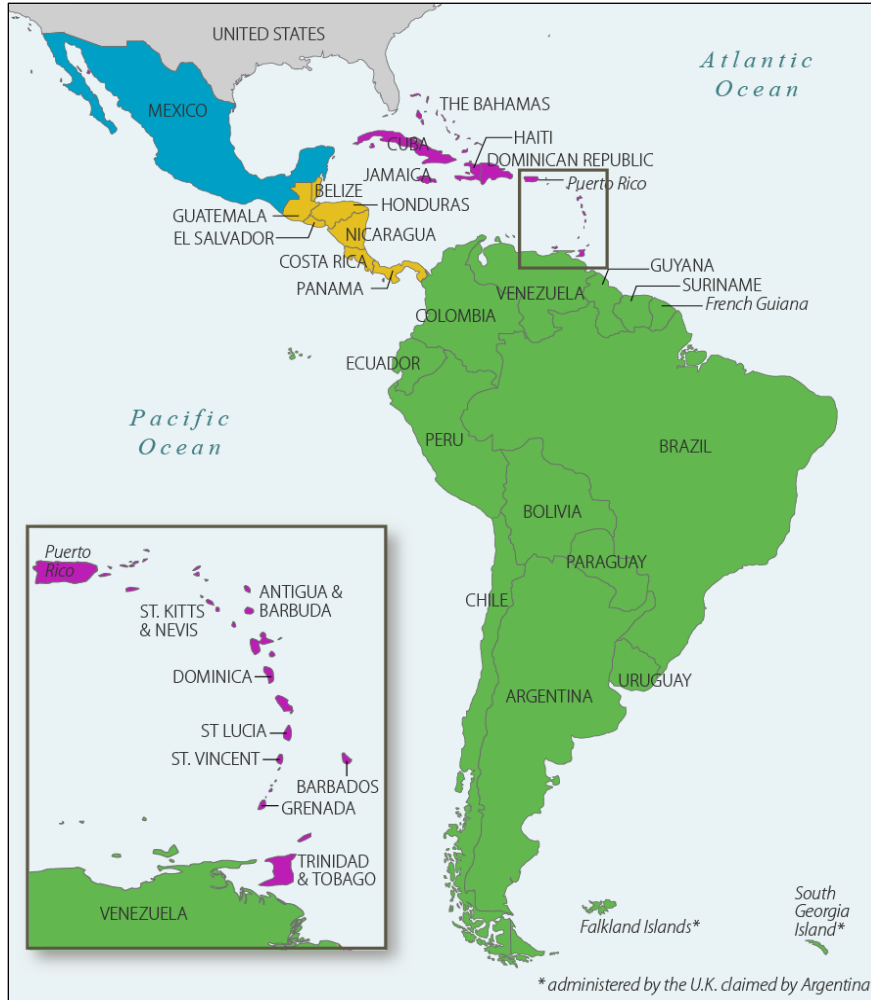 UNITED STATES
Atlantic
Ocean
MEXICO
THE BAHAMAS
CUBA
HAITI
DOMINICAN REPUBLIC
JAMAICA
Puerto Rico
BELIZE
HONDURAS
GUATEMALA
EL SALVADOR
NICARAGUA
COSTA RICA
PANAMA
GUYANA
SURINAME
French Guiana
VENEZUELA
COLOMBIA
ECUADOR
Pacific
Ocean
PERU
BRAZIL
BOLIVIA
PARAGUAY
CHILE
URUGUAY
ARGENTINA
Puerto
Rico
ANTIGUA &
BARBUDA
ST. KITTS
& NEVIS
DOMINICA
ST LUCIA
ST. VINCENT
BARBADOS
GRENADA
TRINIDAD
& TOBAGO
VENEZUELA
Falkland Islands*
South
Georgia
Island*
* administered by the U.K. claimed by Argentina